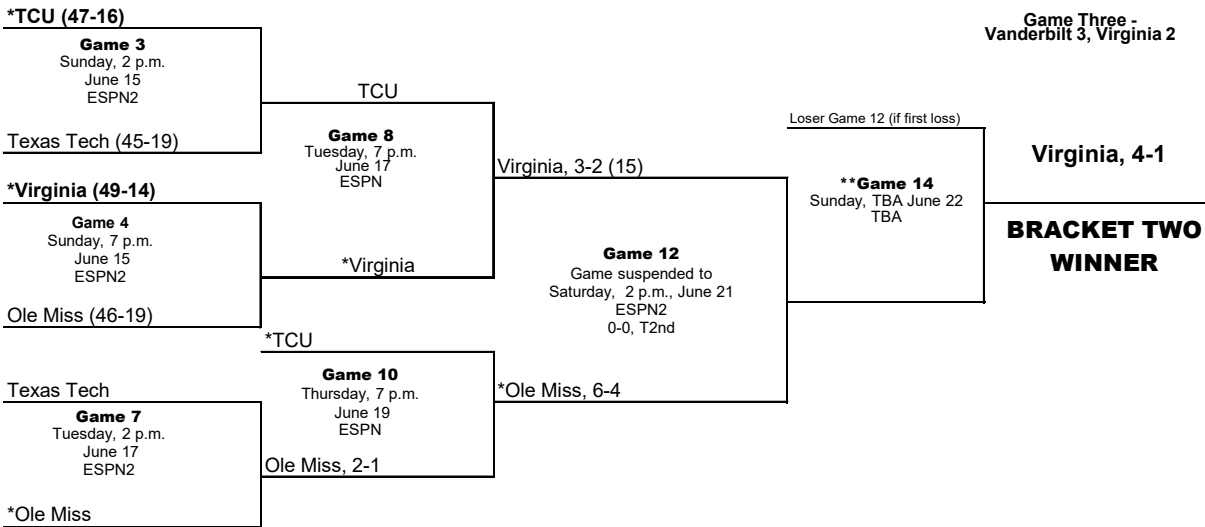 *TCU (47-16)
Game 3
Sunday, 2 p.m.
June 15
ESPN2
Texas Tech (45-19)
*Virginia (49-14)
Game 4
Sunday, 7 p.m.
June 15
ESPN2
Ole Miss (46-19)
Texas Tech
Game 7
Tuesday, 2 p.m.
June 17
ESPN2
*Ole Miss
TCU
Game 8
Tuesday, 7 p.m.
June 17
ESPN
*Virginia
*TCU
Game 10
Thursday, 7 p.m.
June 19
ESPN
Ole Miss, 2-1
Virginia, 3-2 (15)
Game 12
Game suspended to
Saturday, 2 p.m., June 21
ESPN2
0-0, T2nd
*Ole Miss, 6-4
Loser Game 12 (if first loss)
**Game 14
Sunday, TBA June 22
TBA
Game Three -
Vanderbilt 3, Virginia 2
Virginia, 4-1
BRACKET TWO
WINNER